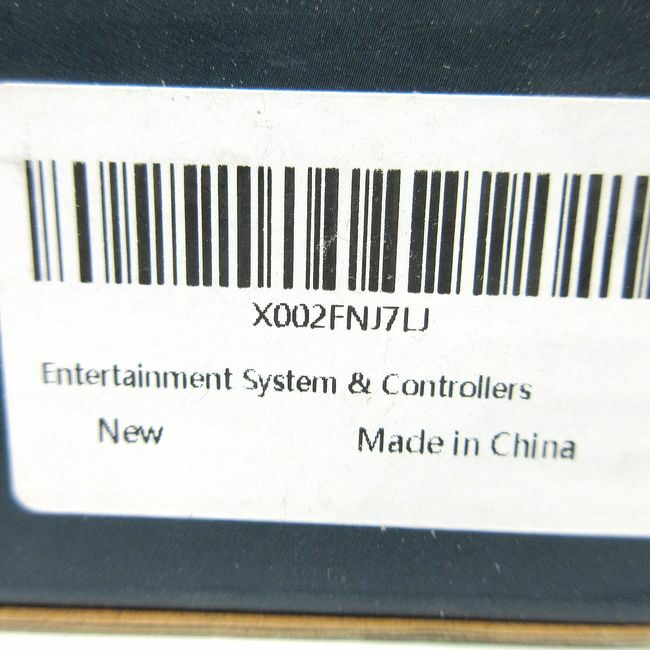 X002FNJ7LJ
Entertainment System & Controllers
New Made in China